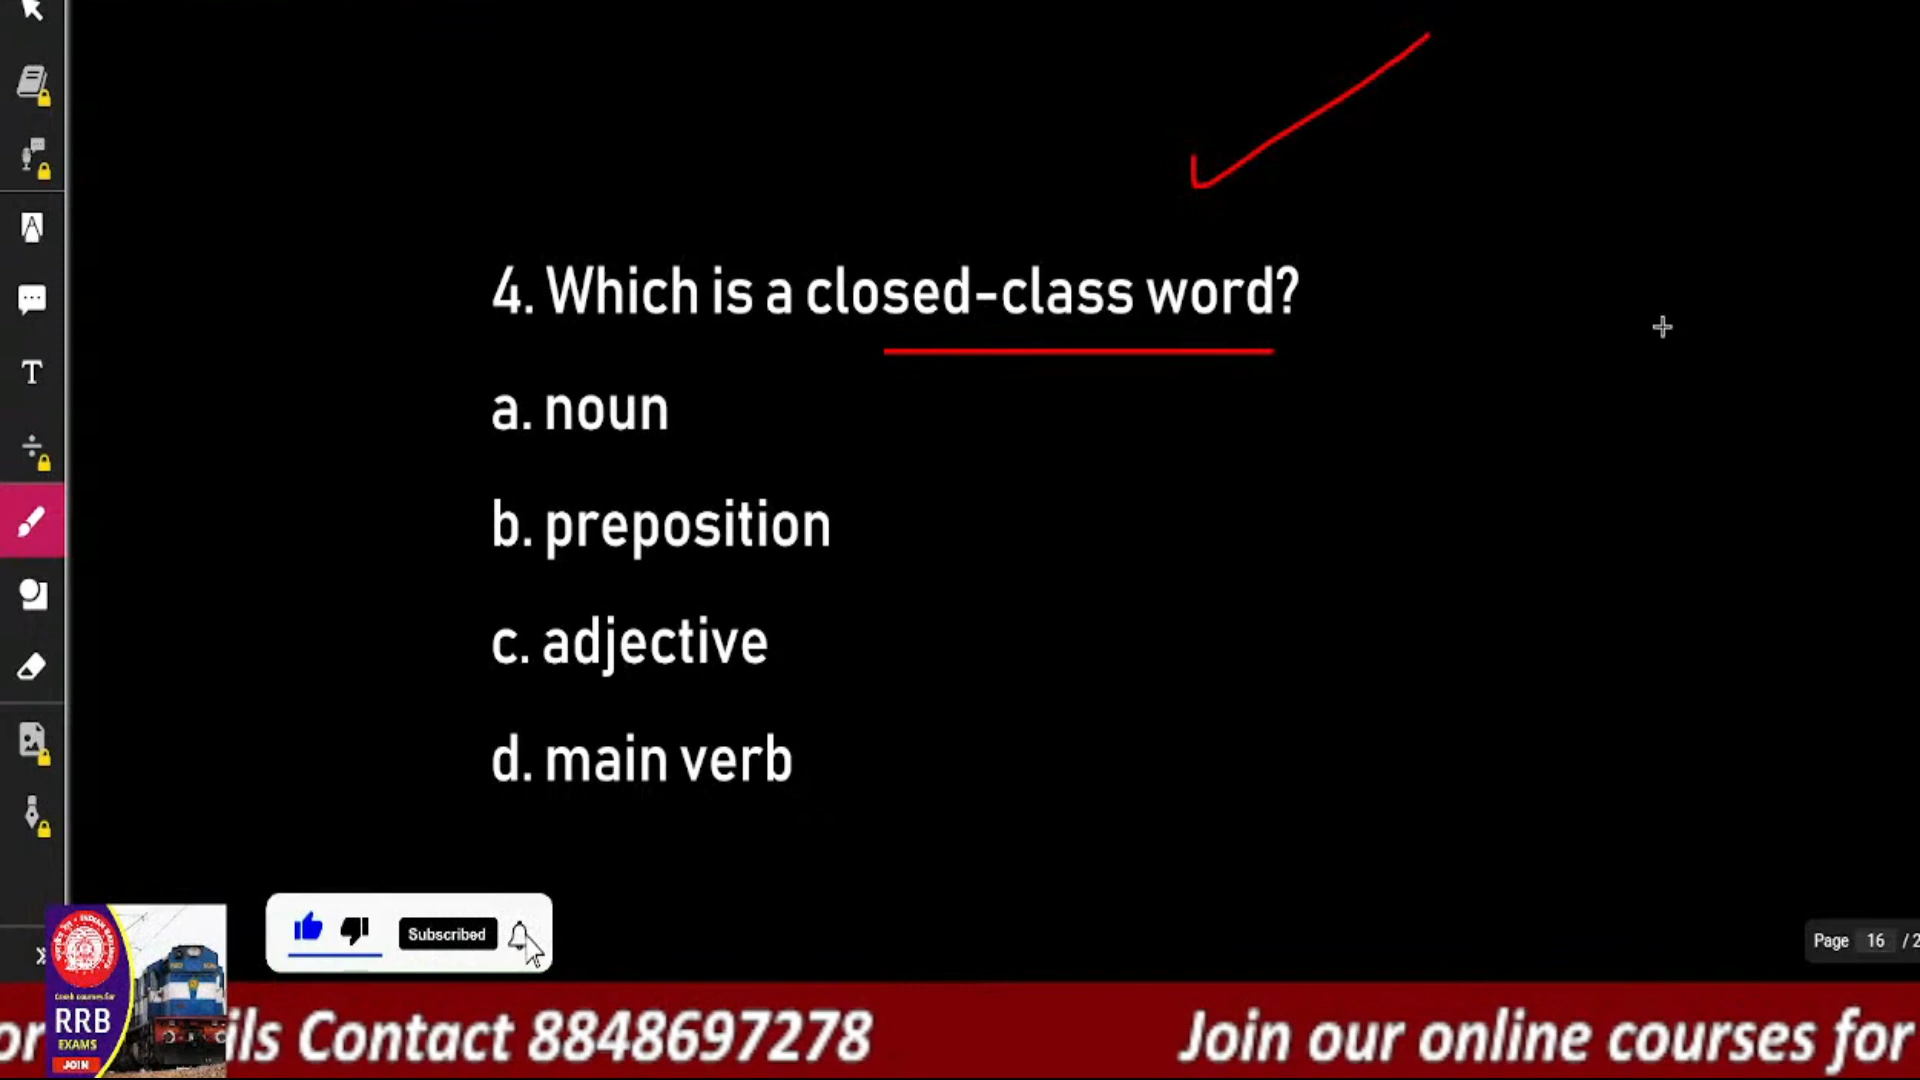 4. Which is a closed-class word?
a. noun
b. preposition
c. adjective
d. main verb
Subscribed
Page 16 / 2
RRB
EXAMS
JOIN
ils Contact 8848697278 Join our online courses for